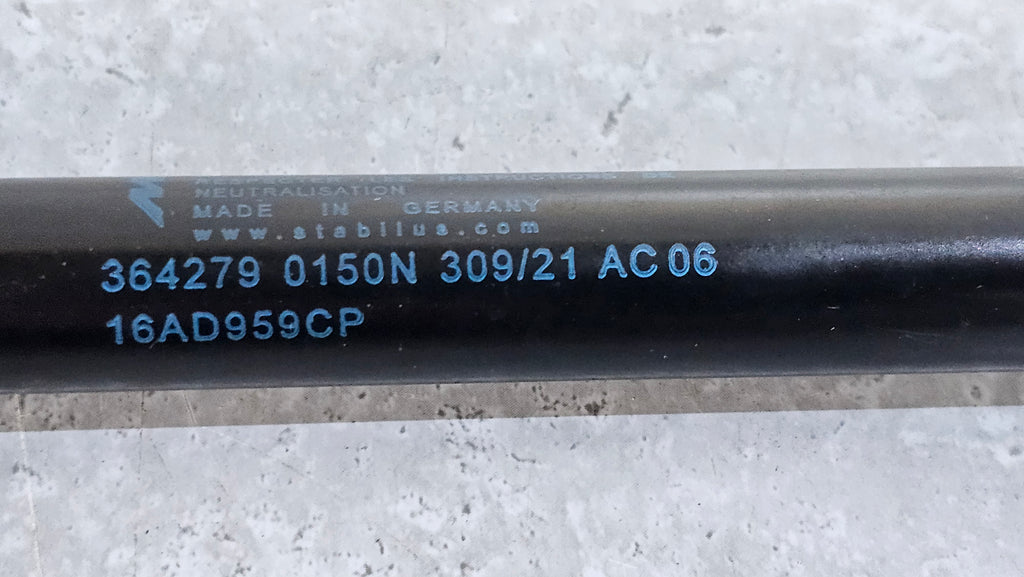 NEUTRALISATION
MADE IN GERMANY
www.stabilus.com
364279 0150N 309/21 AC 06
16AD959CP